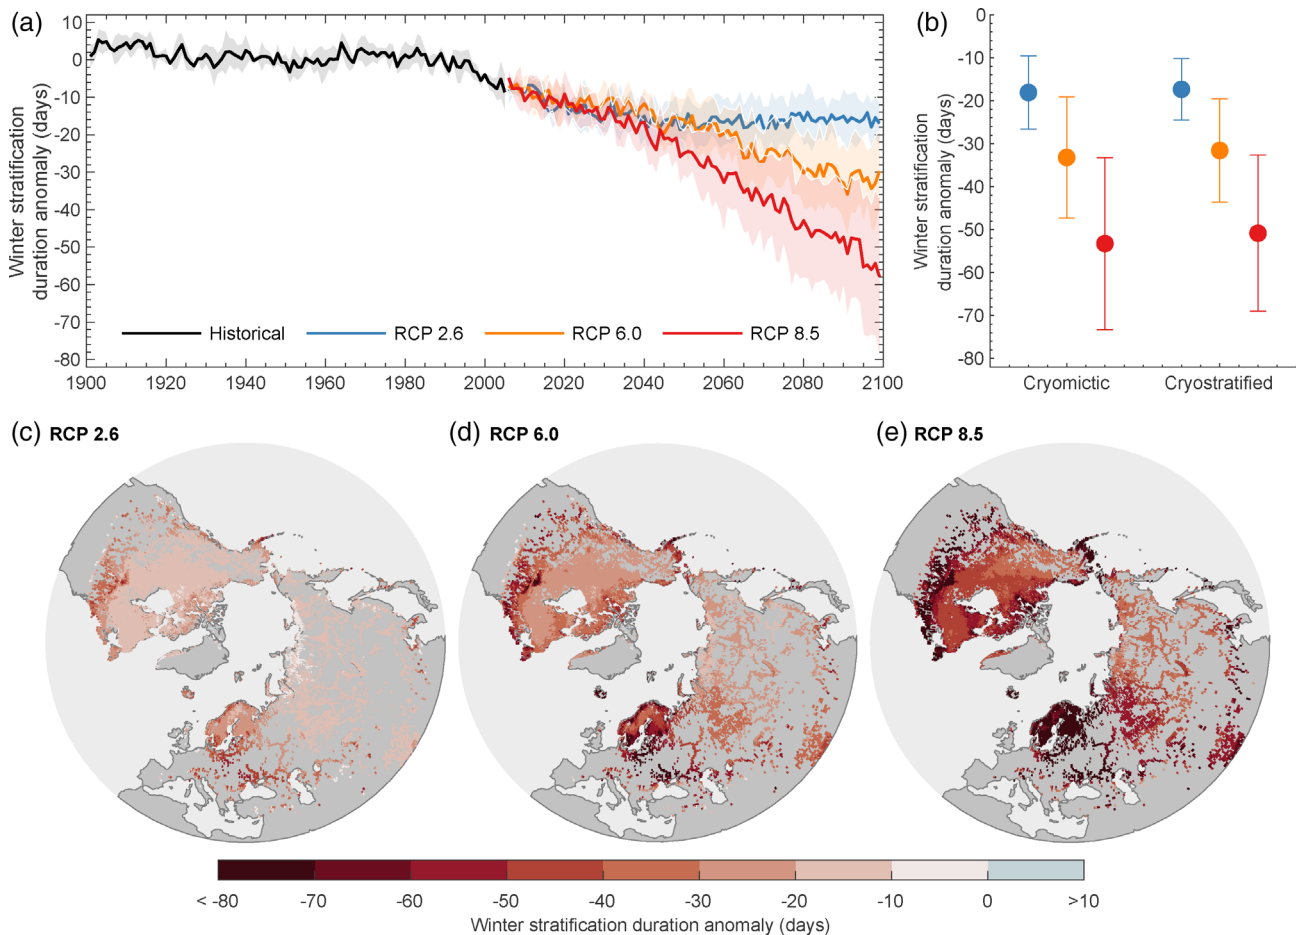 (a)
10
0
-10
-20
-30
-40
-50
-60
-70
-80
Winter stratification
duration anomaly (days)
Historical
RCP 2.6
RCP 6.0
RCP 8.5
1900
1920
1940
1960
1980
2000
2020
2040
2060
2080
2100
(b)
0
-10
-20
-30
-40
-50
-60
-70
-80
Winter stratification
duration anomaly (days)
Cryomictic
Cryostratified
(c) RCP 2.6
(d) RCP 6.0
(e) RCP 8.5
< -80
-70
-60
-50
-40
-30
-20
-10
0
>10
Winter stratification duration anomaly (days)